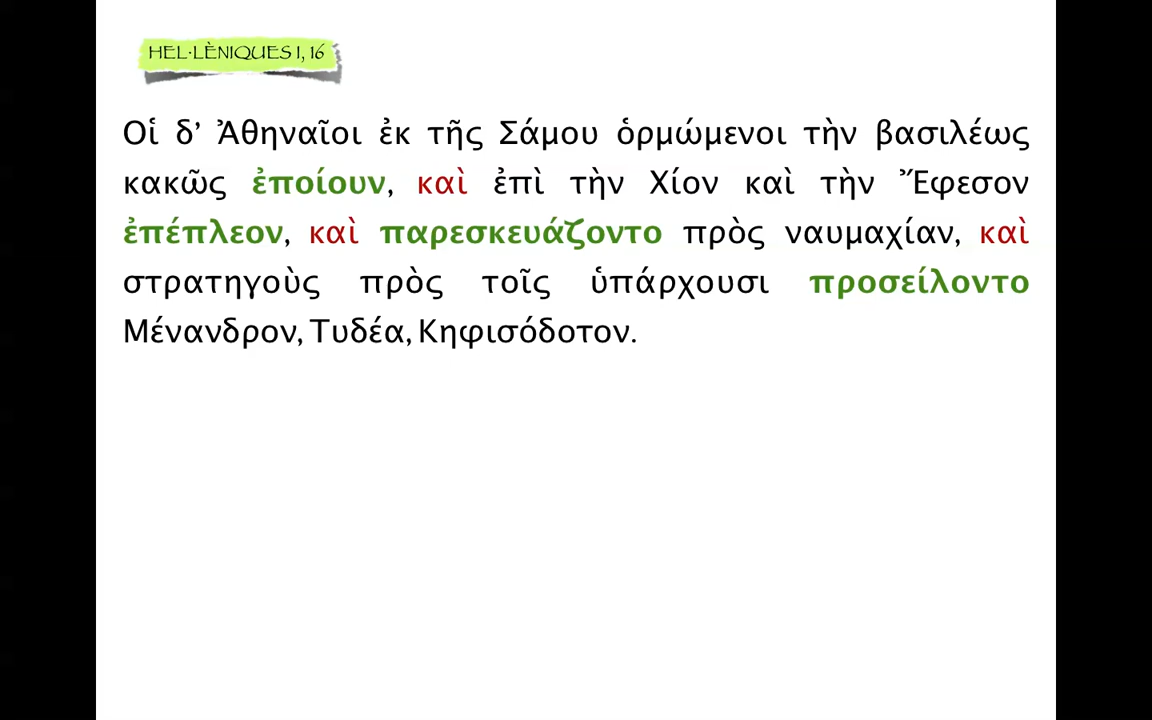 HEL·LÈNIQUES I, 16
Οἱ δ’ Ἀθηναῖοι ἐκ τῆς Σάμου ὁρμώμενοι τὴν βασιλέως
κακῶς ἐποίουν, καὶ ἐπὶ τὴν Χίον καὶ τὴν Ἔφεσον
ἐπέπλεον, καὶ παρεσκευάζοντο πρὸς ναυμαχίαν, καὶ
στρατηγοὺς πρὸς τοῖς ὑπάρχουσι προσείλοντο
Μένανδρον, Τυδέα, Κηφισόδοτον.